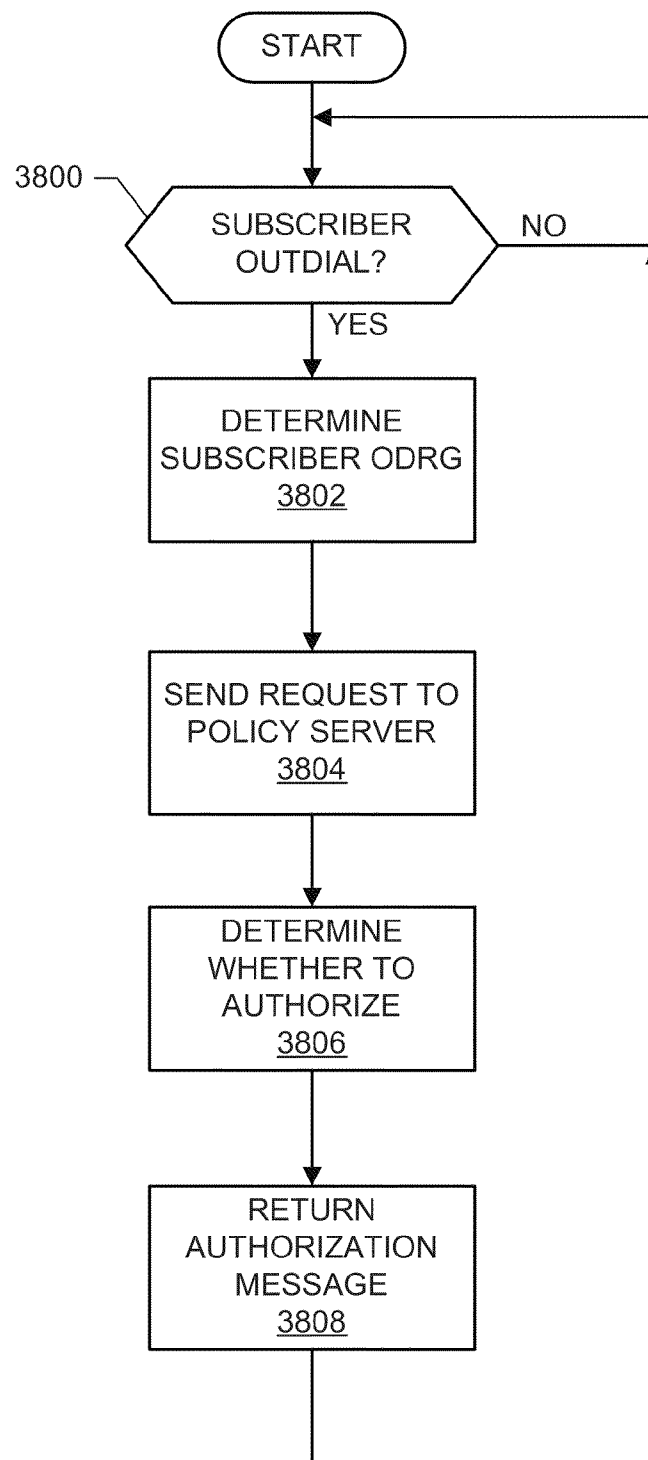 START
3800
SUBSCRIBER
OUTDIAL?
NO
YES
DETERMINE
SUBSCRIBER ODRG
3802
SEND REQUEST TO
POLICY SERVER
3804
DETERMINE
WHETHER TO
AUTHORIZE
3806
RETURN
AUTHORIZATION
MESSAGE
3808